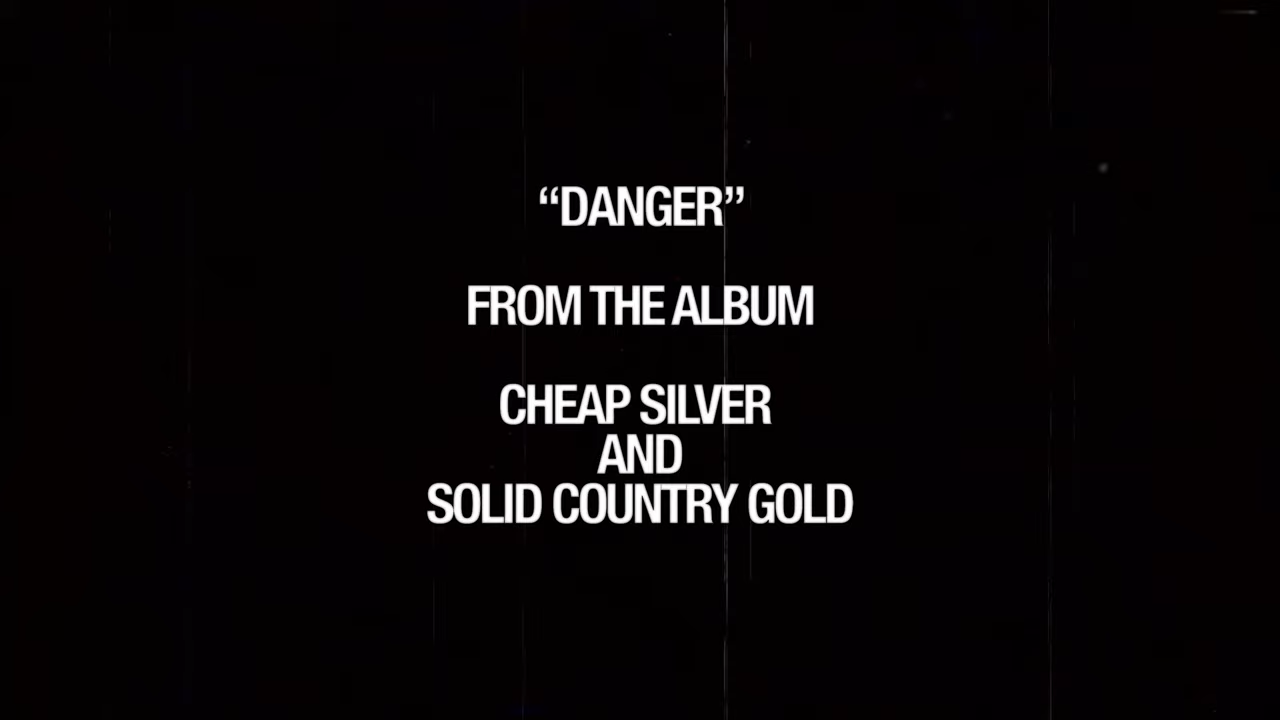 “DANGER”
FROM THE ALBUM
CHEAP SILVER
AND
SOLID COUNTRY GOLD